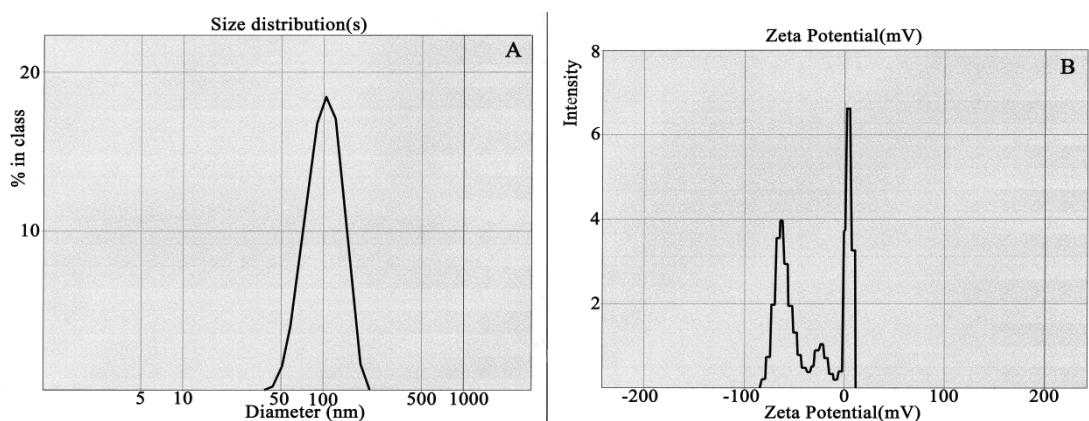 Size distribution(s)
A
20
% in class
10
5 10 50 100 500 1000
Diameter (nm)
Zeta Potential(mV)
B
8
Intensity
6
4
2
-200 -100 0 100 200
Zeta Potential(mV)